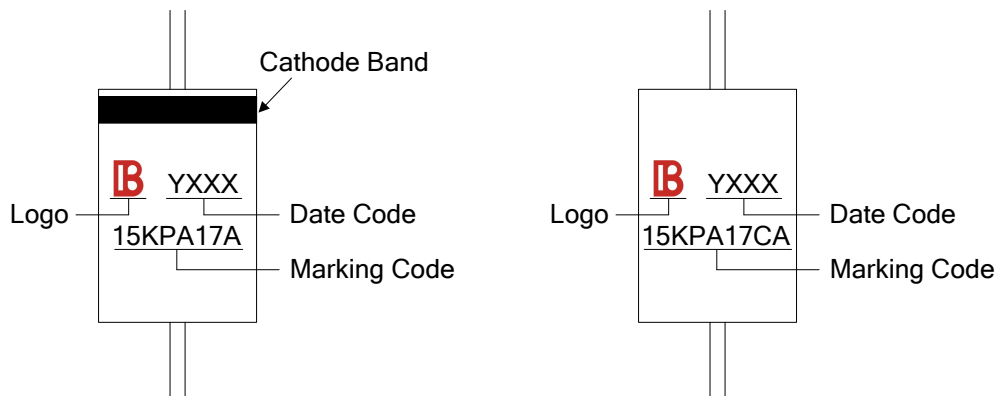 Cathode Band
B YXXX
Logo
Date Code
15KPA17A
Marking Code
B YXXX
Logo
Date Code
15KPA17CA
Marking Code